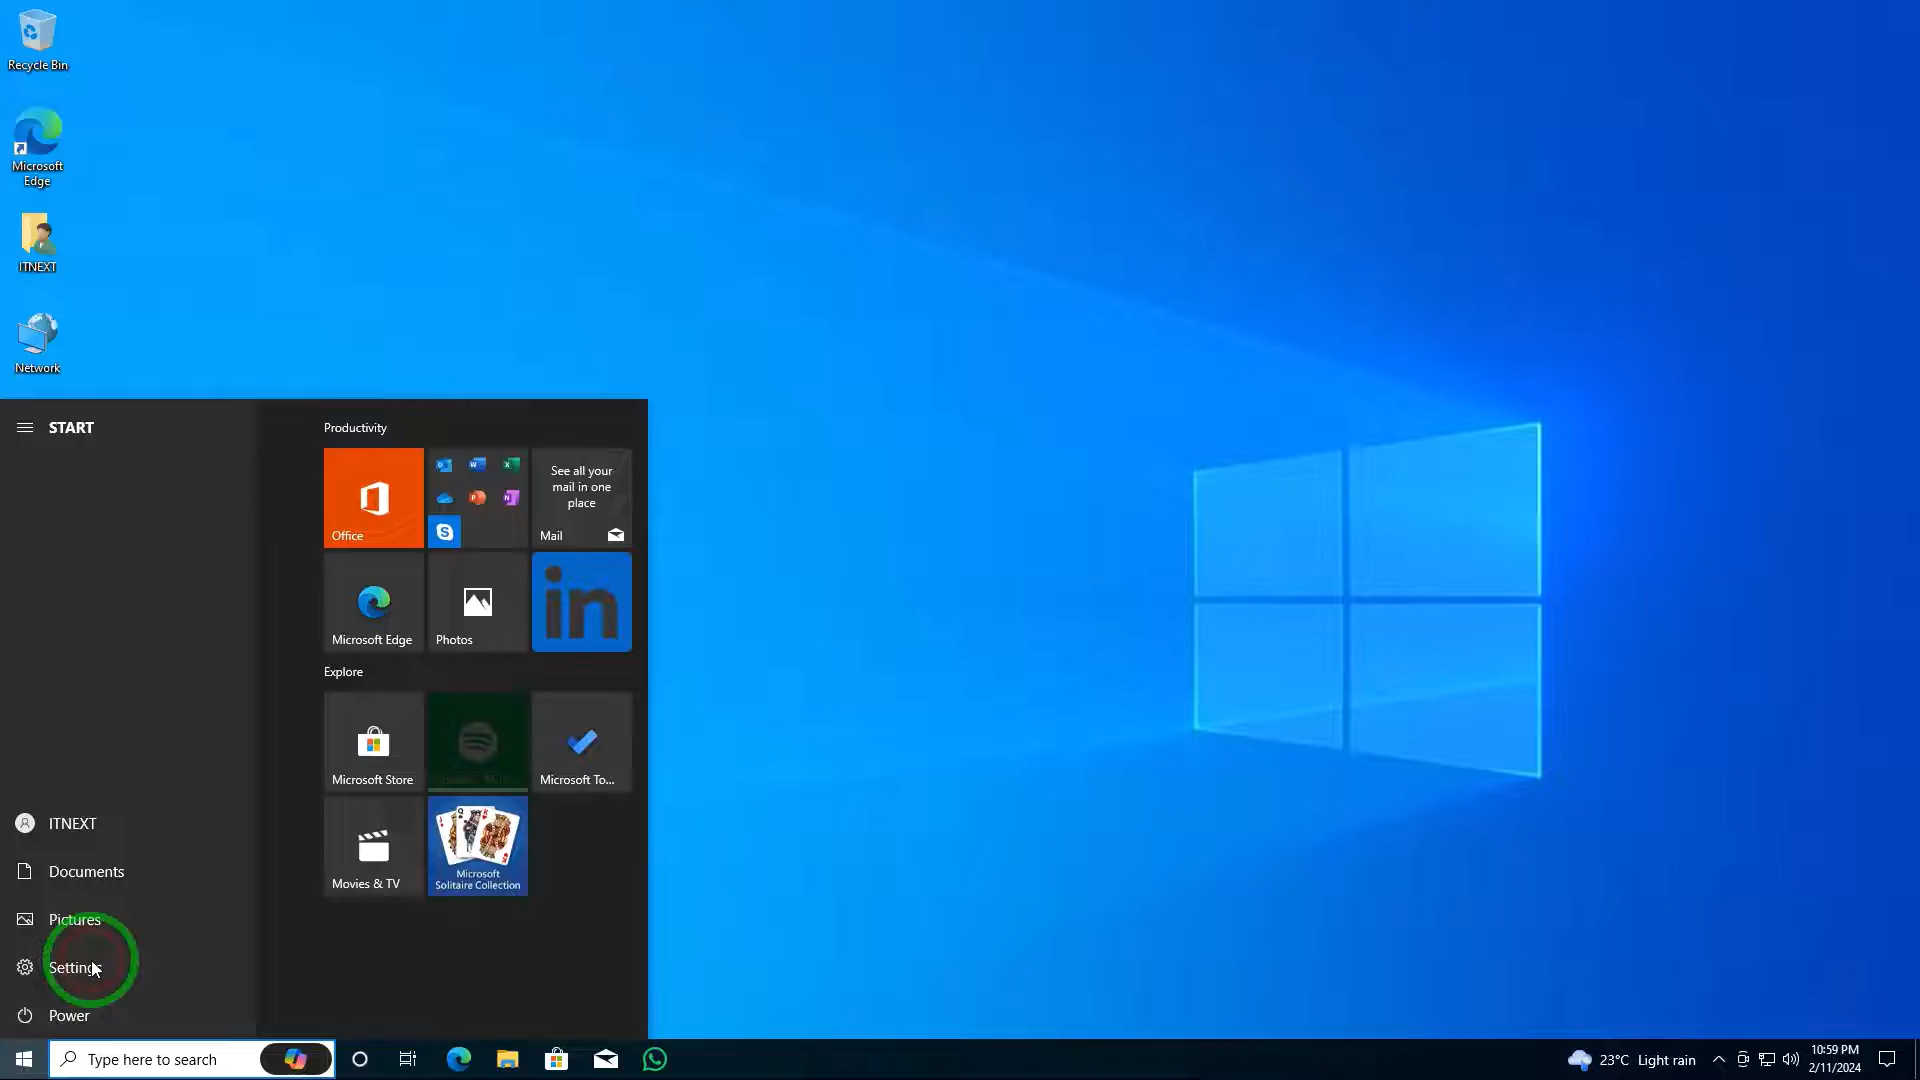 Recycle Bin
Microsoft
Edge
ITNEXT
Network
START
Productivity
Office
See all your
mail in one
place
Mail
Microsoft Edge
Photos
in
Explore
Microsoft Store
Microsoft To...
Movies & TV
Microsoft
Solitaire Collection
ITNEXT
Documents
Pictures
Settings
Power
Type here to search
23°C Light rain
10:59 PM
2/11/2024